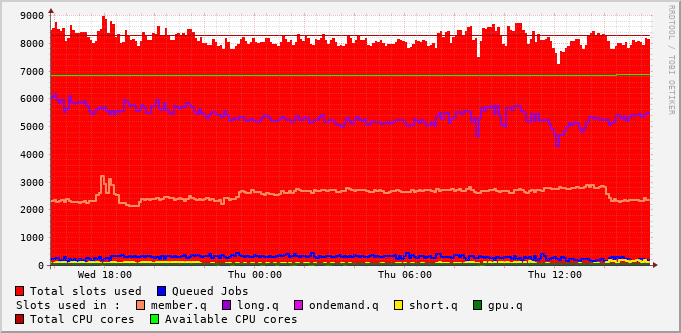 9000
8000
7000
6000
5000
4000
3000
2000
1000
0
Wed 18:00 Thu 00:00 Thu 06:00 Thu 12:00
RRDTOOL / TOBI OETIKER
Total slots used Queued Jobs
Slots used in : member.q long.q ondemand.q short.q gpu.q
Total CPU cores Available CPU cores